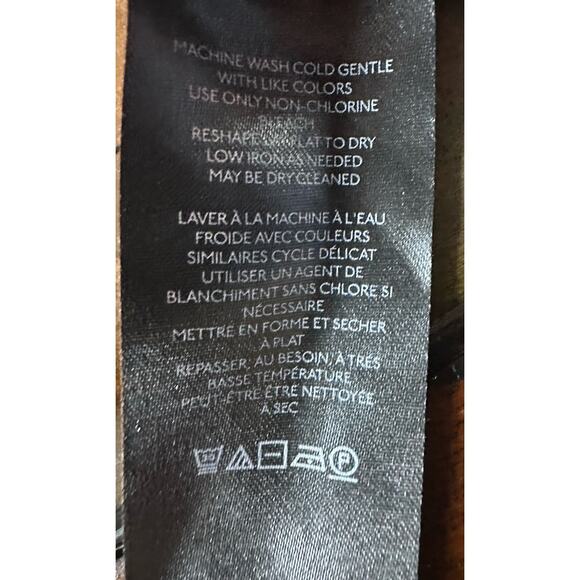 MACHINE WASH COLD GENTLE
WITH LIKE COLORS
USE ONLY NON-CHLORINE
BLEACH
RESHAPE LAY FLAT TO DRY
LOW IRON AS NEEDED
MAY BE DRY CLEANED
LAVER À LA MACHINE À L'EAU
FROIDE AVEC COULEURS
SIMILAIRES CYCLE DÉLICAT
UTILISER UN AGENT DE
BLANCHIMENT SANS CHLORE SI
NÉCESSAIRE
METTRE EN FORME ET SECHER
À PLAT
REPASSER, AU BESOIN, À TRÈS
BASSE TEMPÉRATURE
PEUT-ÊTRE ÊTRE NETTOYÉE
À SEC
F